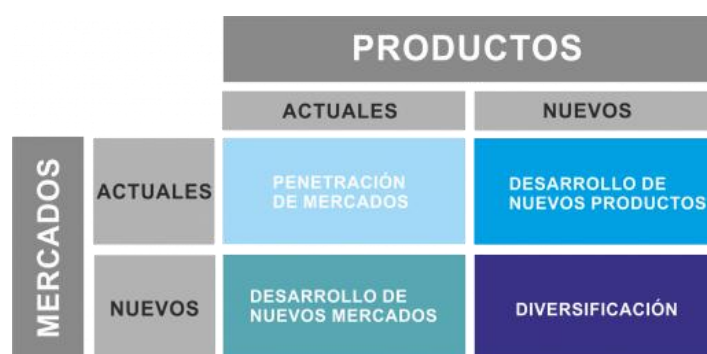 PRODUCTOS
ACTUALES
NUEVOS
MERCADOS
ACTUALES
PENETRACIÓN
DE MERCADOS
DESARROLLO DE
NUEVOS PRODUCTOS
NUEVOS
DESARROLLO DE
NUEVOS MERCADOS
DIVERSIFICACIÓN